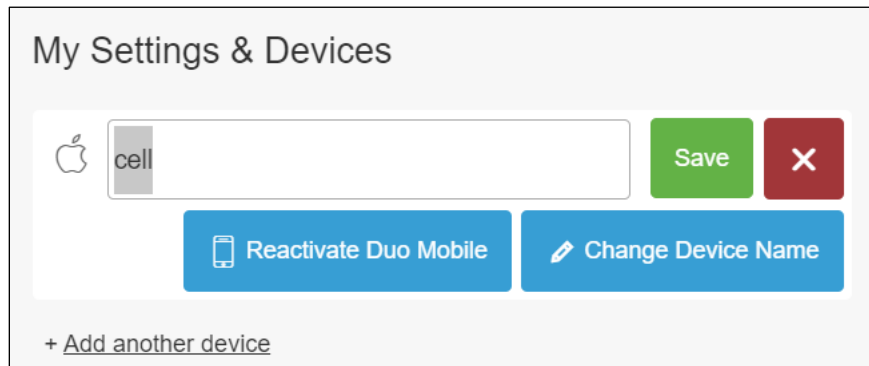 My Settings & Devices
cell Save
Reactivate Duo Mobile Change Device Name
+ Add another device